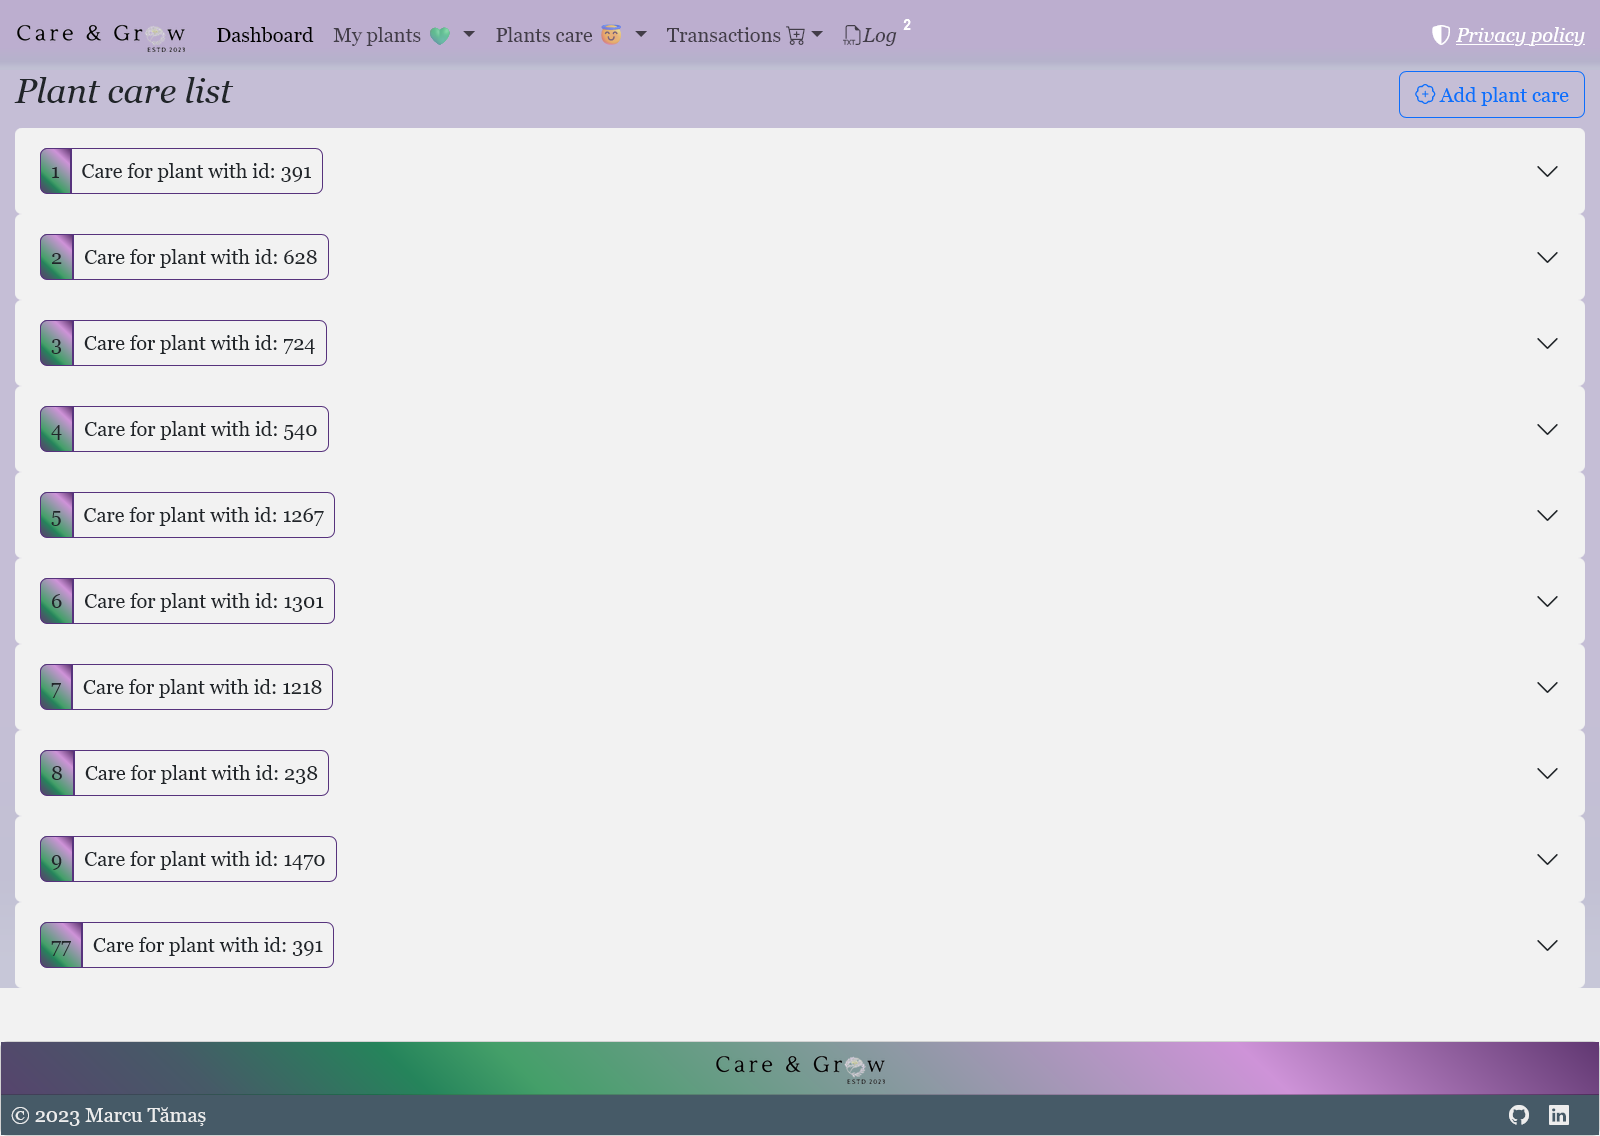 Care & Grow
ESTD 2023
Dashboard
My plants
Plants care
Transactions
TXT
Log
2
Privacy policy
Plant care list
Add plant care
1 Care for plant with id: 391
2 Care for plant with id: 628
3 Care for plant with id: 724
4 Care for plant with id: 540
5 Care for plant with id: 1267
6 Care for plant with id: 1301
7 Care for plant with id: 1218
8 Care for plant with id: 238
9 Care for plant with id: 1470
77 Care for plant with id: 391
Care & Grow
ESTD 2023
© 2023 Marcu Tămaș
in